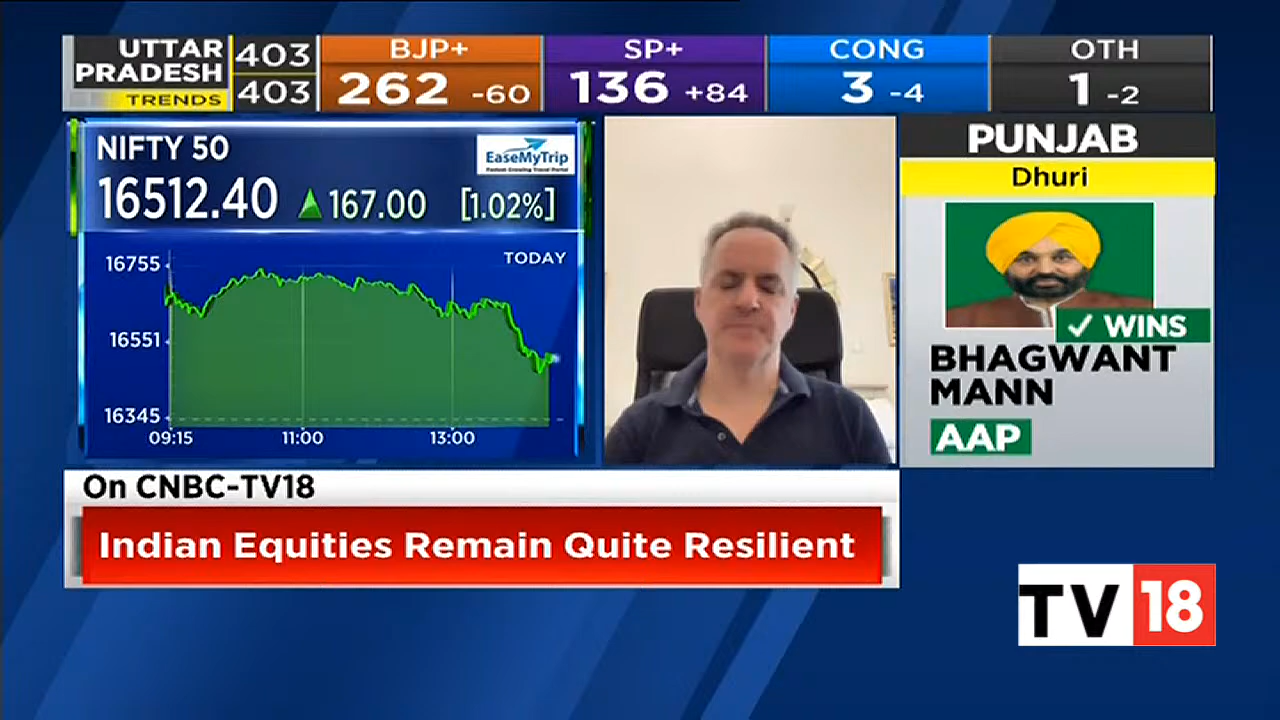 UTTAR PRADESH
TRENDS
403
403
BJP+
262 -60
SP+
136 +84
CONG
3 -4
OTH
1 -2
NIFTY 50
16512.40 ▲ 167.00 [1.02%]
EaseMyTrip
TODAY
16755
16551
16345
09:15 11:00 13:00
PUNJAB
Dhuri
✓ WINS
BHAGWANT
MANN
AAP
On CNBC-TV18
Indian Equities Remain Quite Resilient
TV18